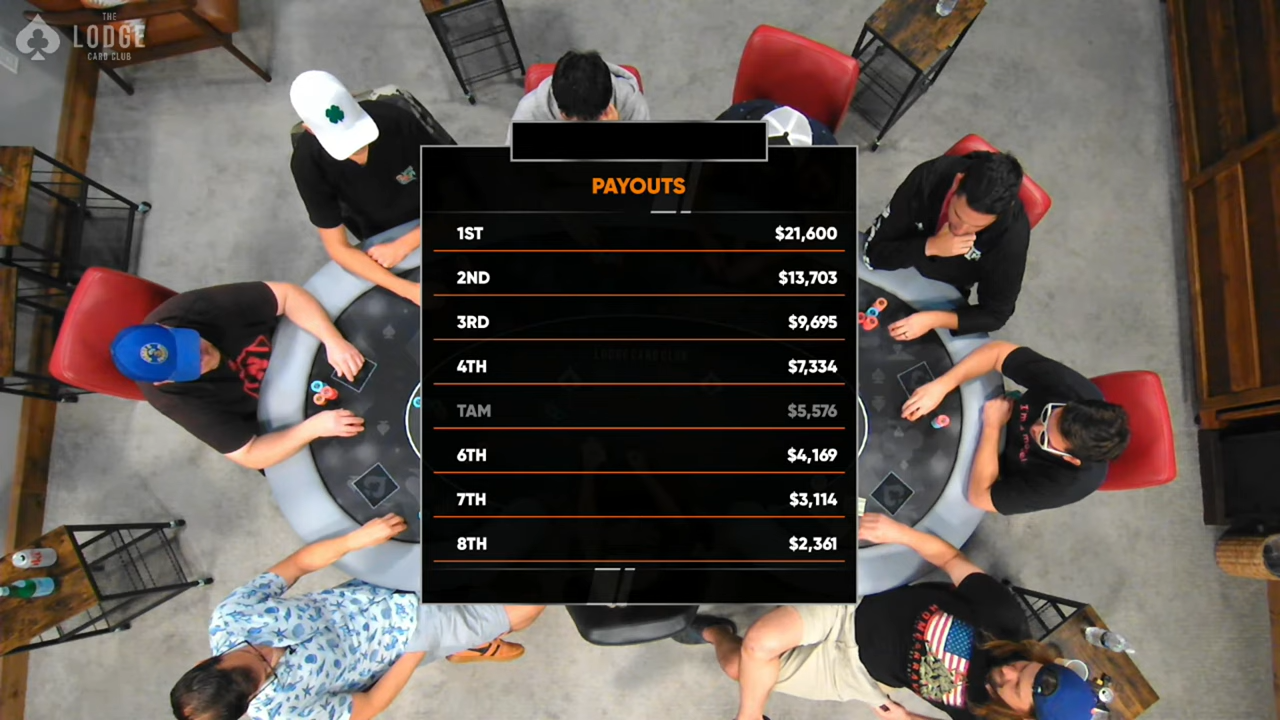 THE
LODGE
CARD CLUB
PAYOUTS
1ST $21,600
2ND $13,703
3RD $9,695
4TH $7,334
TAM $5,576
6TH $4,169
7TH $3,114
8TH $2,361